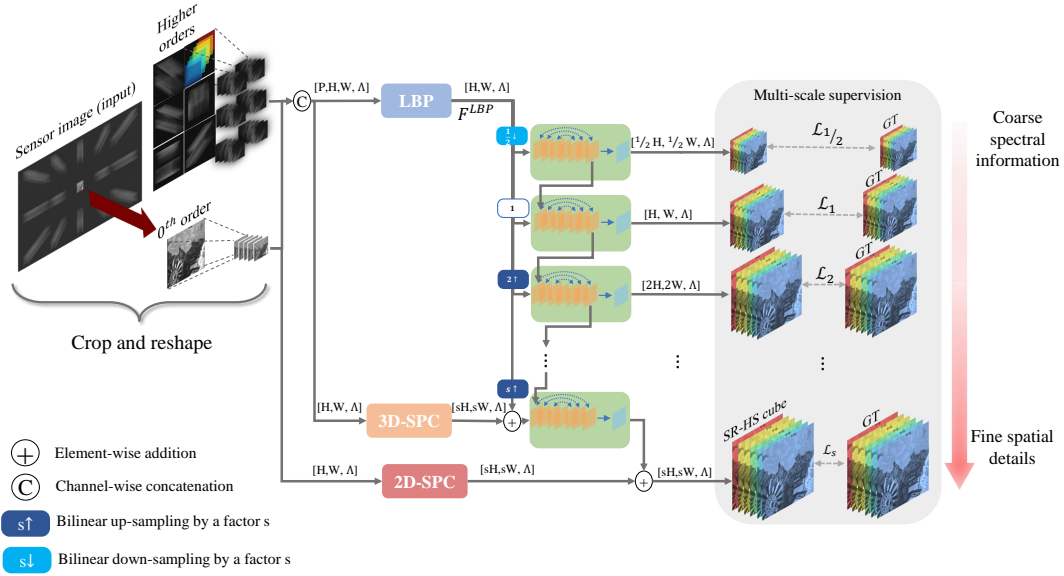 Higher
orders
Sensor image (input)
0th order
Crop and reshape
C
[P,H,W, Λ]
LBP
[H,W, Λ]
F^LBP
[½ H, ½ W, Λ]
1
[H, W, Λ]
2↑
[2H,2W, Λ]
⋮
⋮
⋮
s↑
[H,W, Λ]
3D-SPC
[sH,sW, Λ]
+
[H,W, Λ]
2D-SPC
[sH,sW, Λ]
+
[sH,sW, Λ]
Multi-scale supervision
ℒ1/2
GT
ℒ1
GT
ℒ2
GT
SR-HS cube
ℒs
GT
Coarse
spectral
information
Fine spatial
details
+ Element-wise addition
C Channel-wise concatenation
s↑ Bilinear up-sampling by a factor s
s↓ Bilinear down-sampling by a factor s